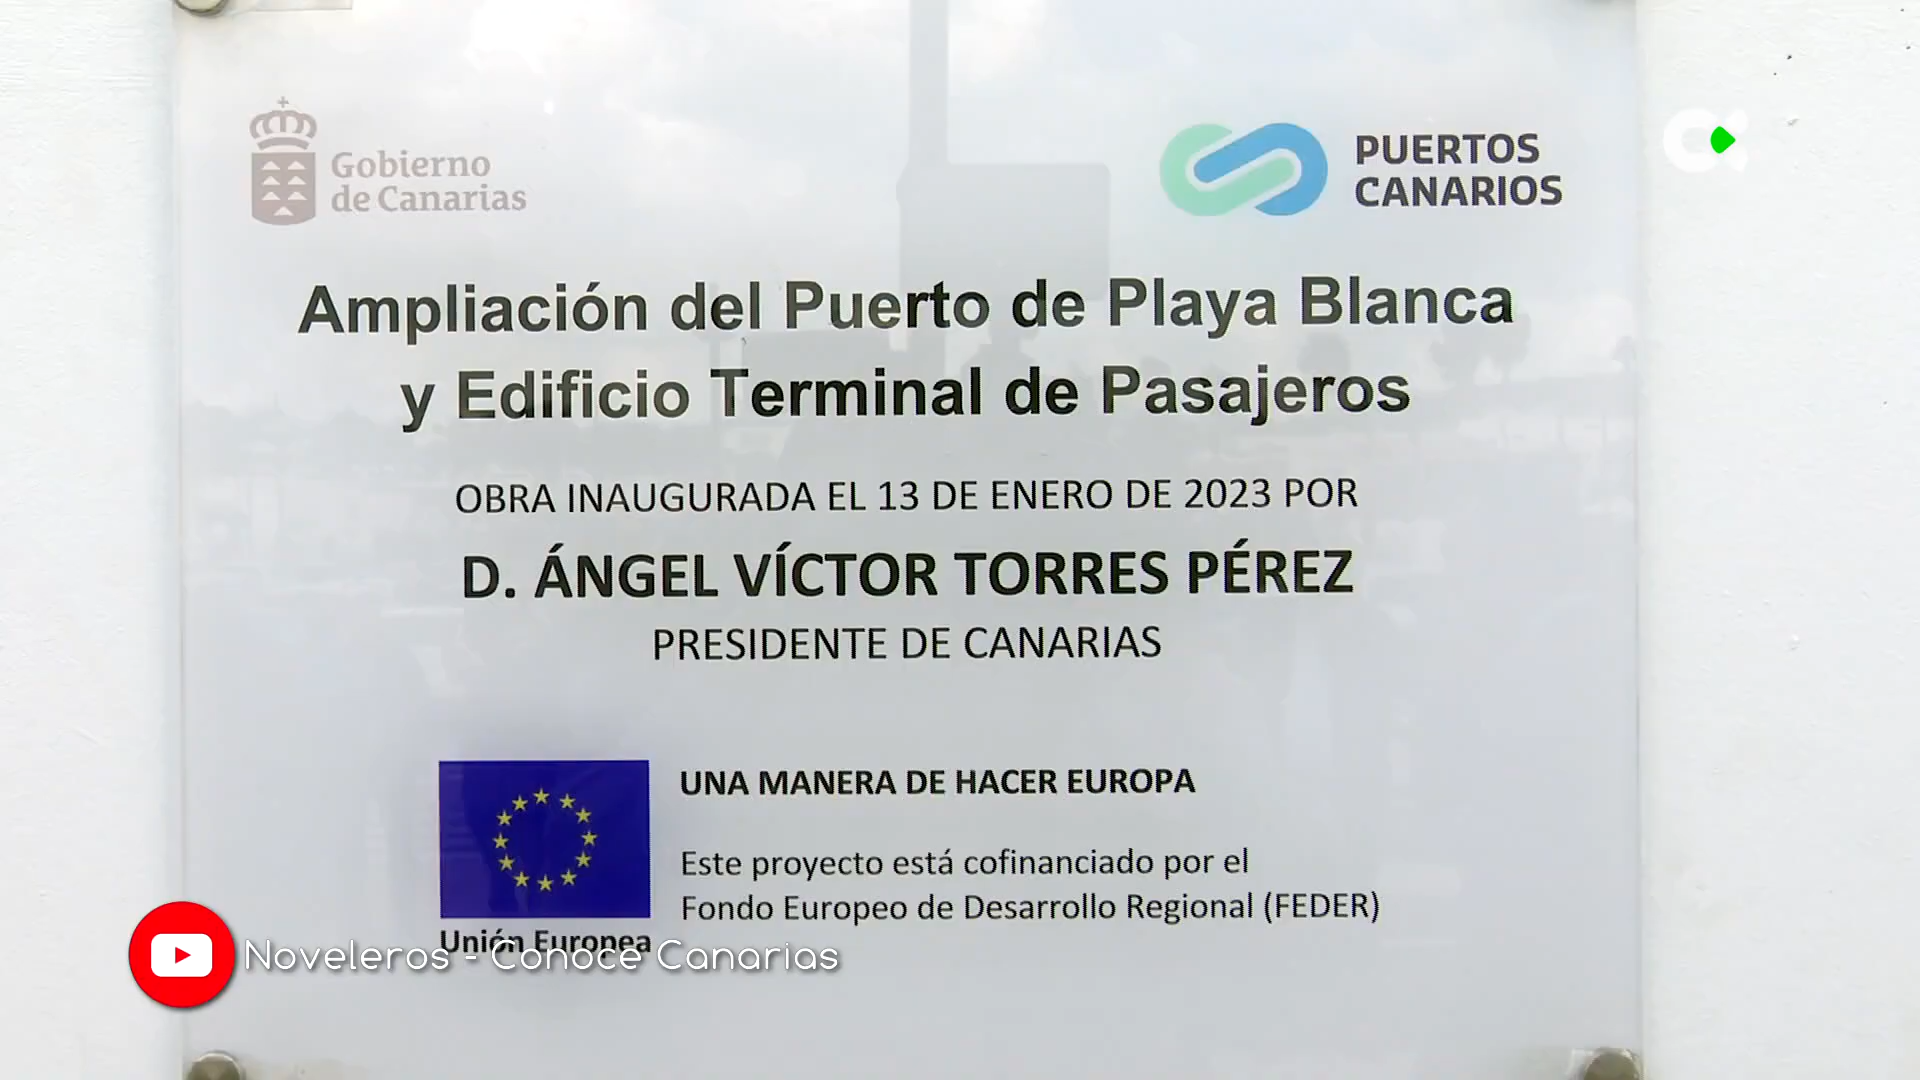 Gobierno
de Canarias
PUERTOS
CANARIOS
Ampliación del Puerto de Playa Blanca
y Edificio Terminal de Pasajeros
OBRA INAUGURADA EL 13 DE ENERO DE 2023 POR
D. ÁNGEL VÍCTOR TORRES PÉREZ
PRESIDENTE DE CANARIAS
UNA MANERA DE HACER EUROPA
Este proyecto está cofinanciado por el
Fondo Europeo de Desarrollo Regional (FEDER)
Unión Europea
Noveleros - Conoce Canarias